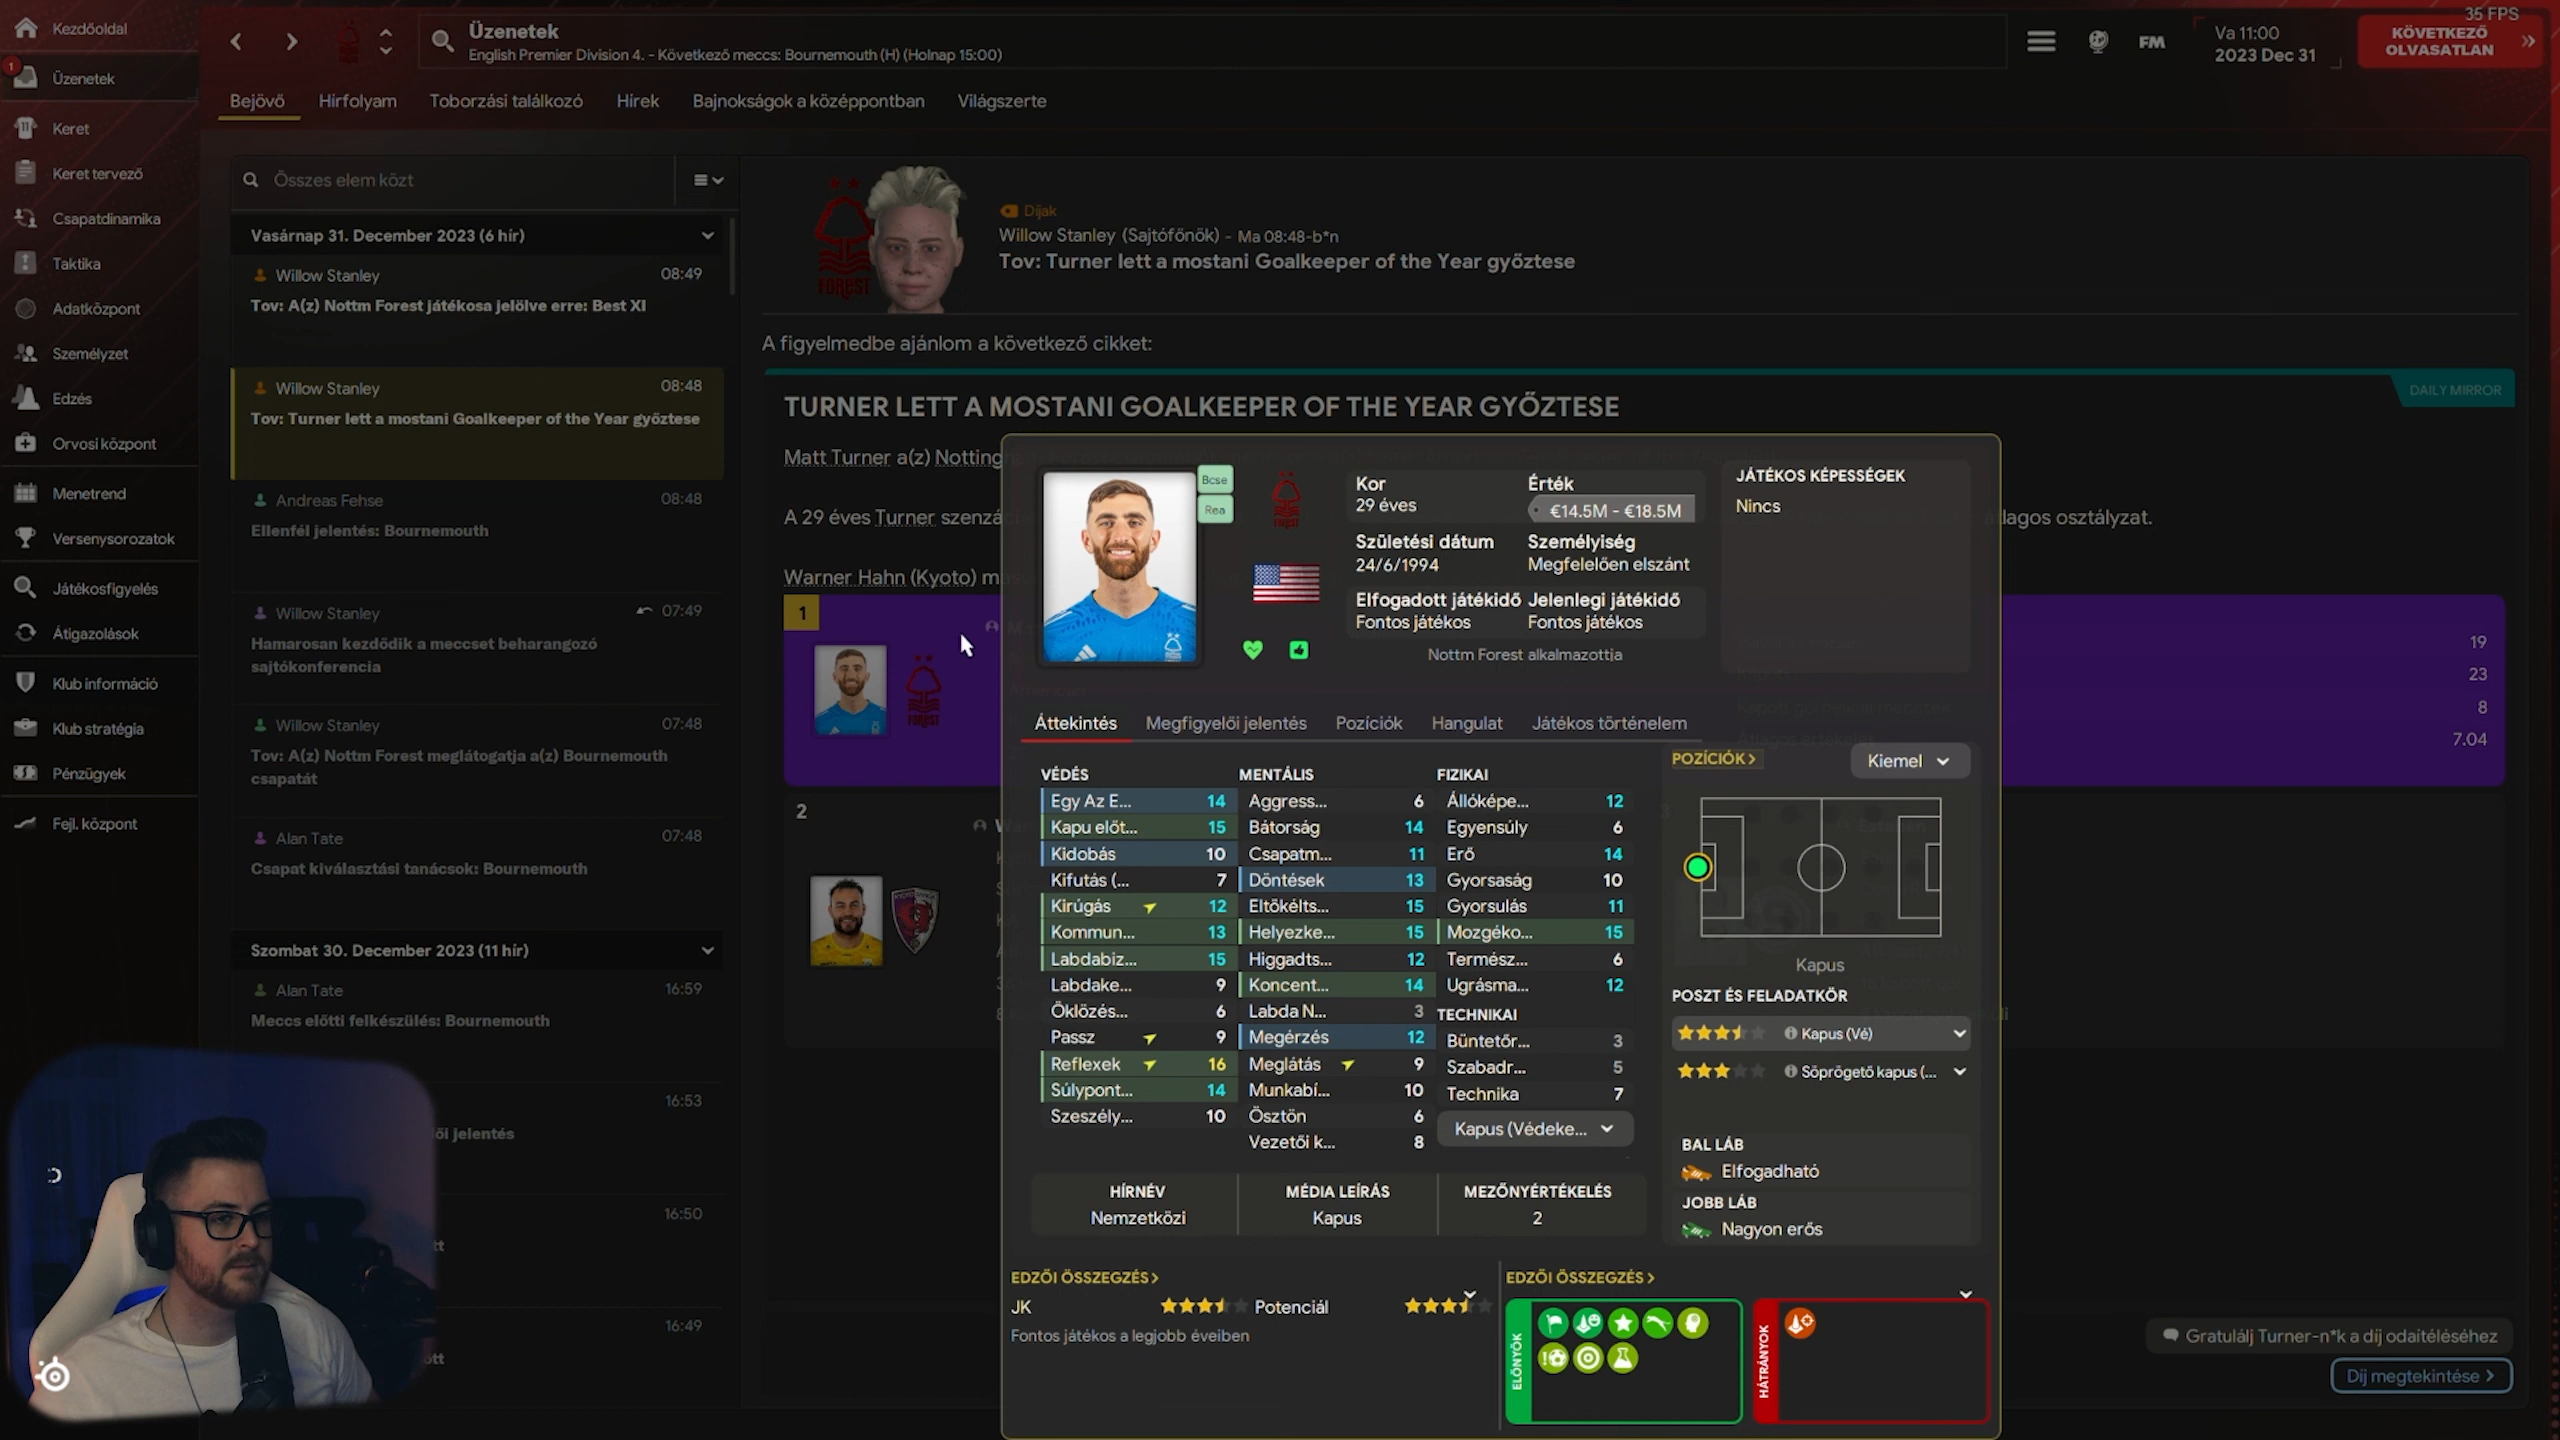 35 FPS
Kezdőoldal
Üzenetek
English Premier Division 4. - Következő meccs: Bournemouth (H) (Holnap 15:00)
FM
Va 11:00
2023 Dec 31
KÖVETKEZŐ
OLVASATLAN
1
Üzenetek
Keret
Keret tervező
Csapatdinamika
Taktika
Adatközpont
Személyzet
Edzés
Orvosi központ
Menetrend
Versenysorozatok
Játékosfigyelés
Átigazolások
Klub információ
Klub stratégia
Pénzügyek
Fejl. központ
Bejövő
Hírfolyam
Toborzási találkozó
Hírek
Bajnokságok a középpontban
Világszerte
Összes elem közt
Vasárnap 31. December 2023 (6 hír)
Willow Stanley 08:49
Tov: A(z) Nottm Forest játékosa jelölve erre: Best XI
Willow Stanley 08:48
Tov: Turner lett a mostani Goalkeeper of the Year győztese
Andreas Fehse 08:48
Ellenfél jelentés: Bournemouth
Willow Stanley 07:49
Hamarosan kezdődik a meccset beharangozó
sajtókonferencia
Willow Stanley 07:48
Tov: A(z) Nottm Forest meglátogatja a(z) Bournemouth
csapatát
Alan Tate 07:48
Csapat kiválasztási tanácsok: Bournemouth
Szombat 30. December 2023 (11 hír)
Alan Tate 16:59
Meccs előtti felkészülés: Bournemouth
16:53
ői jelentés
16:50
tt
16:49
ott
FOREST
Díjak
Willow Stanley (Sajtófőnök) - Ma 08:48-b*n
Tov: Turner lett a mostani Goalkeeper of the Year győztese
A figyelmedbe ajánlom a következő cikket:
DAILY MIRROR
TURNER LETT A MOSTANI GOALKEEPER OF THE YEAR GYŐZTESE
Matt Turner a(z) Notting
A 29 éves Turner szenzác
átlagos osztályzat.
Warner Hahn (Kyoto) m
1
19
23
8
7.04
2
Bcse
Rea
Kor
29 éves
Érték
€14.5M - €18.5M
Születési dátum
24/6/1994
Személyiség
Megfelelően elszánt
Elfogadott játékidő
Fontos játékos
Jelenlegi játékidő
Fontos játékos
Nottm Forest alkalmazottja
JÁTÉKOS KÉPESSÉGEK
Nincs
Áttekintés
Megfigyelői jelentés
Pozíciók
Hangulat
Játékos történelem
VÉDÉS
Egy Az E... 14
Kapu előt... 15
Kidobás 10
Kifutás (... 7
Kirúgás 12
Kommun... 13
Labdabiz... 15
Labdake... 9
Öklözés... 6
Passz 9
Reflexek 16
Súlypont... 14
Szeszély... 10
MENTÁLIS
Aggress... 6
Bátorság 14
Csapatm... 11
Döntések 13
Eltökélts... 15
Helyezke... 15
Higgadts... 12
Koncent... 14
Labda N... 3
Megérzés 12
Meglátás 9
Munkabí... 10
Ösztön 6
Vezetői k... 8
FIZIKAI
Állóképe... 12
Egyensúly 6
Erő 14
Gyorsaság 10
Gyorsulás 11
Mozgéko... 15
Termész... 6
Ugrásma... 12
TECHNIKAI
Büntetőr... 3
Szabadr... 5
Technika 7
Kapus (Védeke...
POZÍCIÓK
Kiemel
Kapus
POSZT ÉS FELADATKÖR
Kapus (Vé)
Söprögető kapus (...
BAL LÁB
Elfogadható
JOBB LÁB
Nagyon erős
HÍRNÉV
Nemzetközi
MÉDIA LEÍRÁS
Kapus
MEZŐNYÉRTÉKELÉS
2
EDZŐI ÖSSZEGZÉS
JK
Potenciál
Fontos játékos a legjobb éveiben
EDZŐI ÖSSZEGZÉS
ELŐNYÖK
HÁTRÁNYOK
Gratulálj Turner-n*k a díj odaítéléséhez
Díj megtekintése